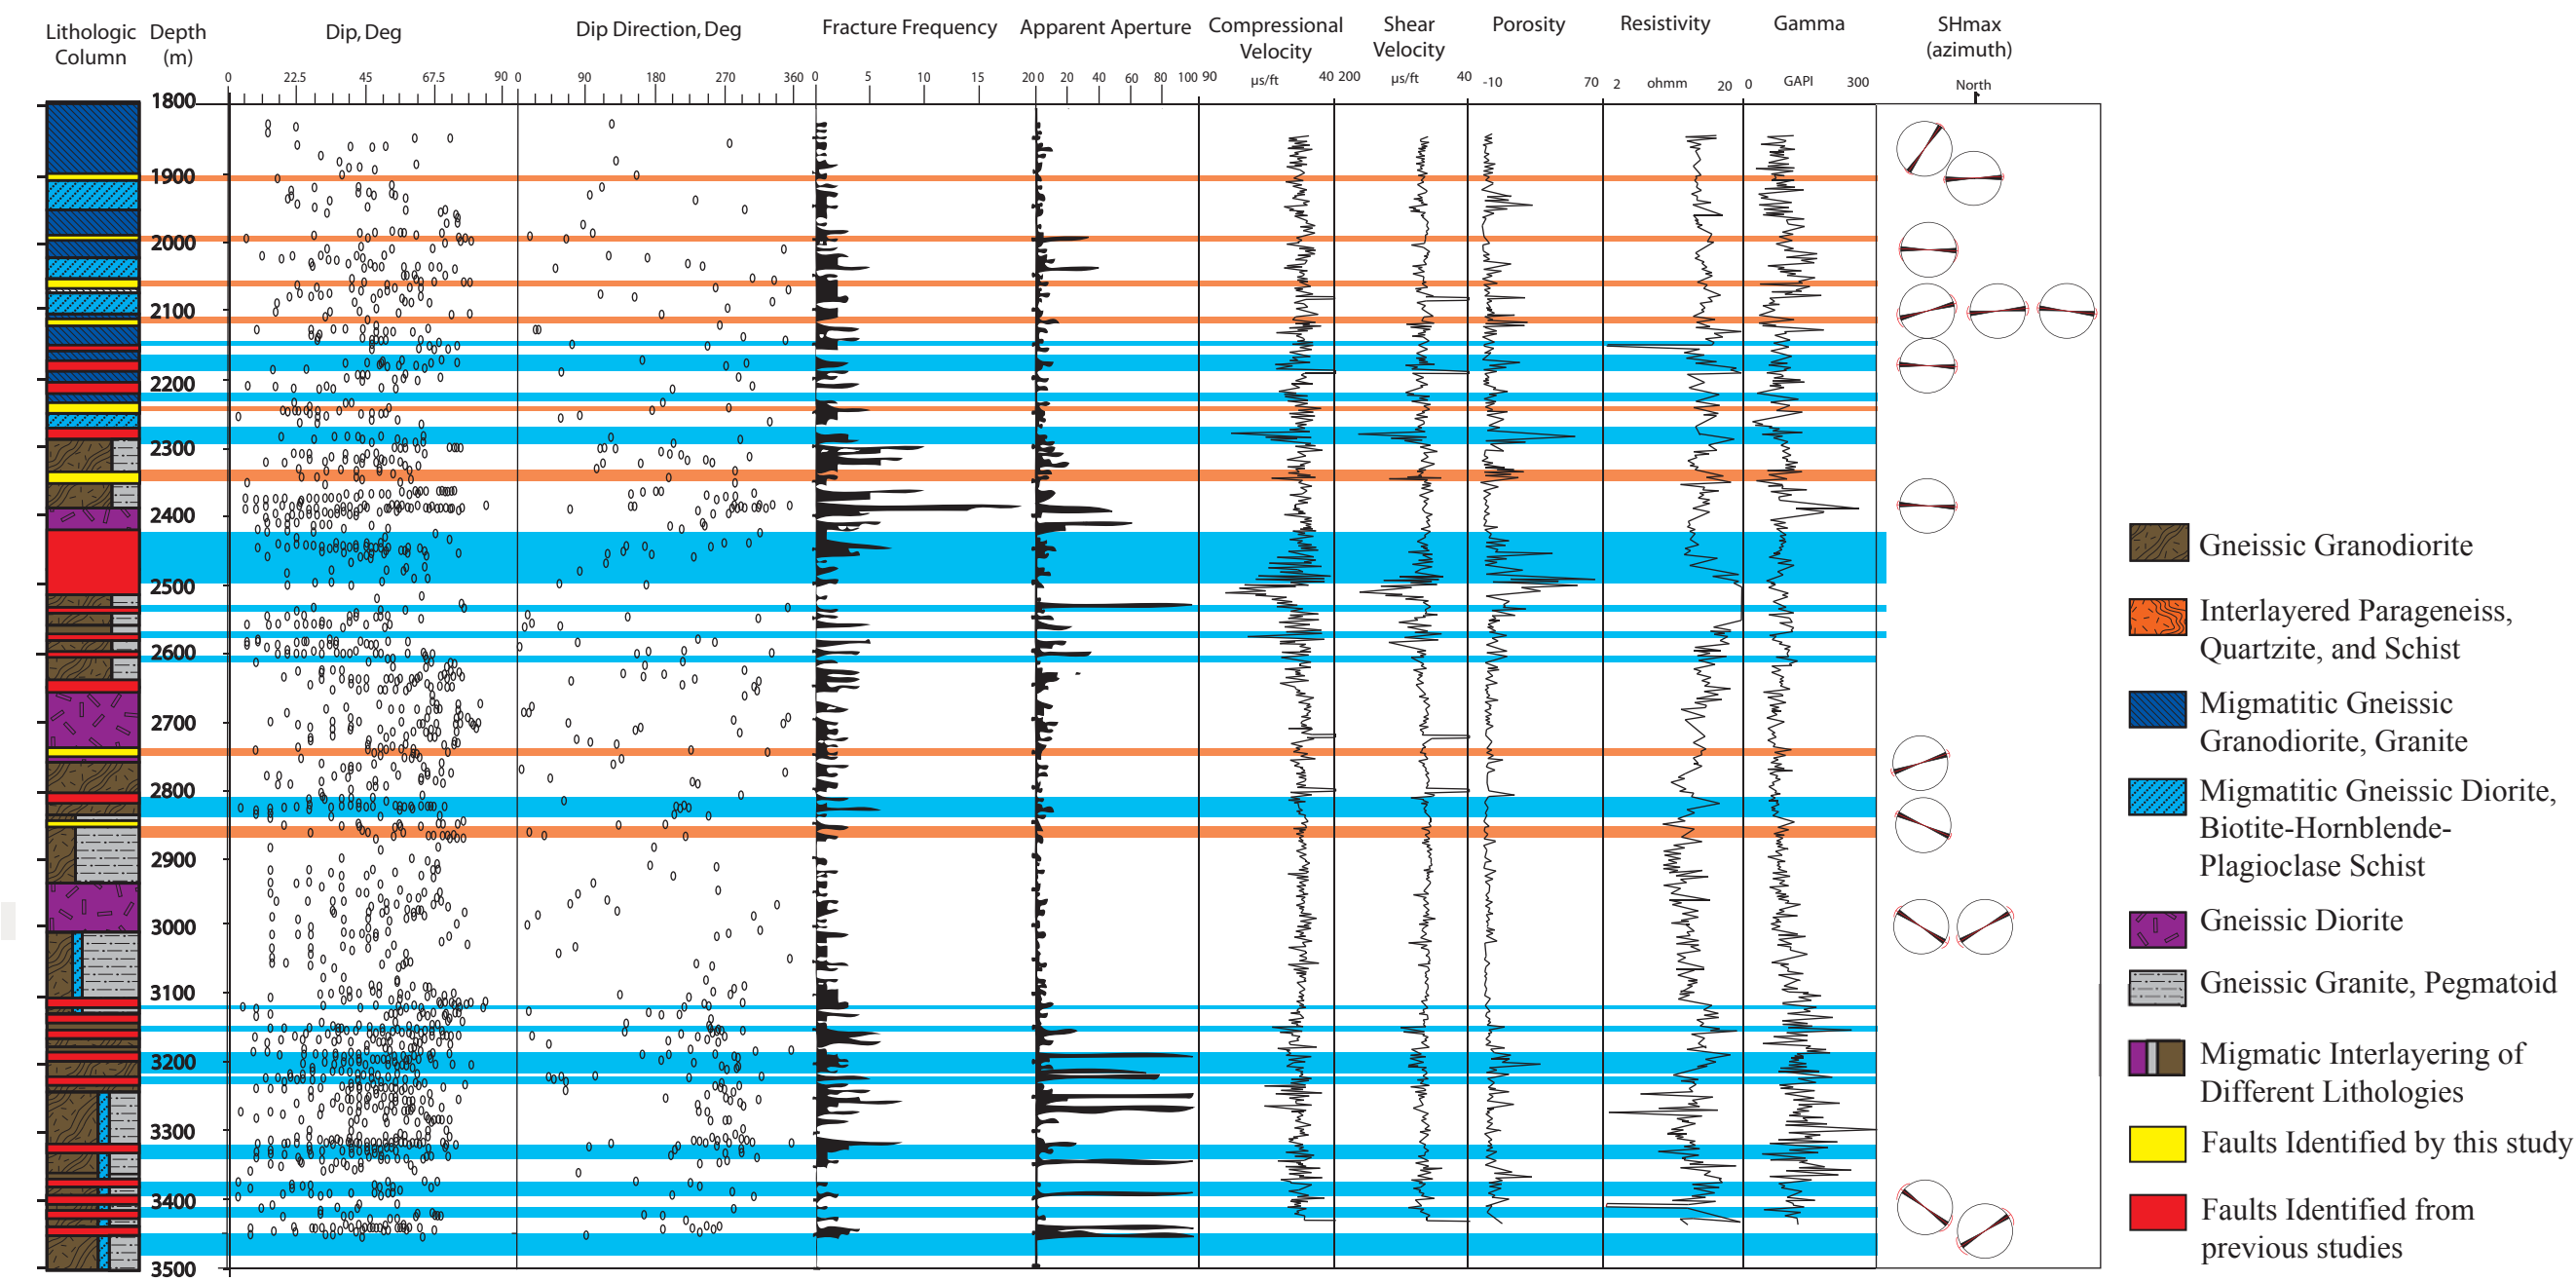 Lithologic Column
Depth (m)
Dip, Deg
Dip Direction, Deg
Fracture Frequency
Apparent Aperture
Compressional Velocity
Shear Velocity
Porosity
Resistivity
Gamma
SHmax (azimuth)
µs/ft
µs/ft
ohmm
GAPI
North
0 22.5 45 67.5 90
0 90 180 270 360
0 5 10 15 20
0 20 40 60 80 100
90 40
200 40
-10 70
2 20
0 300
1800
1900
2000
2100
2200
2300
2400
2500
2600
2700
2800
2900
3000
3100
3200
3300
3400
3500
Gneissic Granodiorite
Interlayered Parageneiss,
Quartzite, and Schist
Migmatitic Gneissic
Granodiorite, Granite
Migmatitic Gneissic Diorite,
Biotite-Hornblende-
Plagioclase Schist
Gneissic Diorite
Gneissic Granite, Pegmatoid
Migmatic Interlayering of
Different Lithologies
Faults Identified by this study
Faults Identified from
previous studies